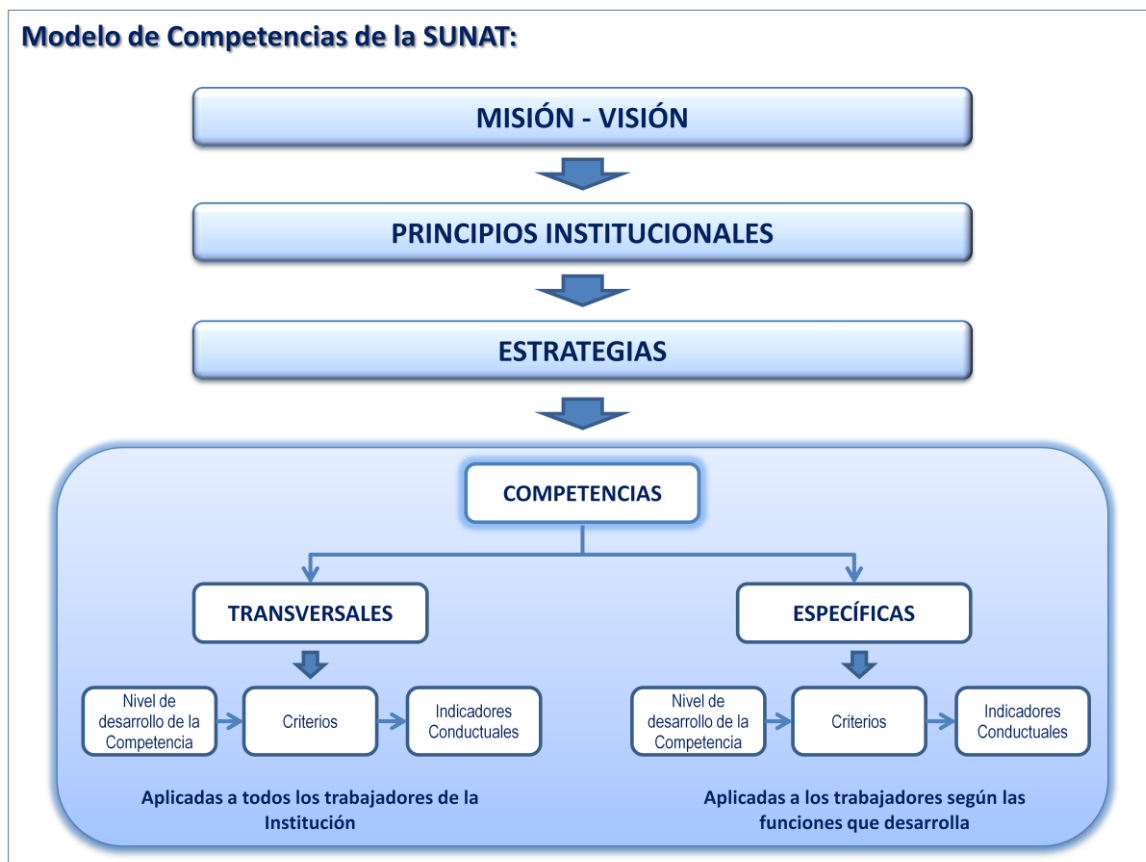 Modelo de Competencias de la SUNAT:
MISIÓN - VISIÓN
PRINCIPIOS INSTITUCIONALES
ESTRATEGIAS
COMPETENCIAS
TRANSVERSALES
ESPECÍFICAS
Nivel de
desarrollo de la
Competencia
Criterios
Indicadores
Conductuales
Nivel de
desarrollo de la
Competencia
Criterios
Indicadores
Conductuales
Aplicadas a todos los trabajadores de la
Institución
Aplicadas a los trabajadores según las
funciones que desarrolla